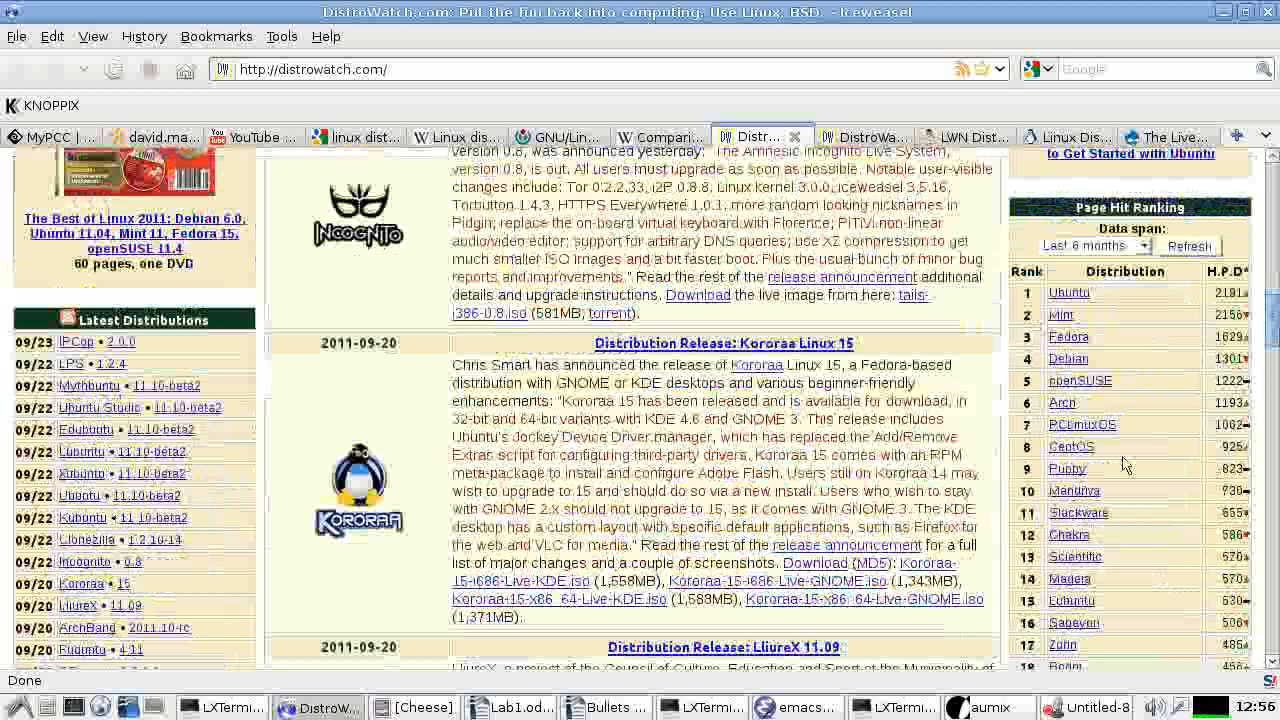 DistroWatch.com: Put the fun back into computing. Use Linux, BSD. - Iceweasel
File Edit View History Bookmarks Tools Help
http://distrowatch.com/
Google
KNOPPIX
MyPCC | ...
david.ma...
YouTube ...
linux dist...
Linux dis...
GNU/Lin...
Compari...
Distr...
DistroWa...
LWN Dist...
Linux Dis...
The Live...
The Best of Linux 2011: Debian 6.0,
Ubuntu 11.04, Mint 11, Fedora 15,
openSUSE 11.4
60 pages, one DVD
Latest Distributions
09/23 IPCop • 2.0.0
09/22 LPS • 1.2.4
09/22 Mythbuntu • 11.10-beta2
09/22 Ubuntu Studio • 11.10-beta2
09/22 Edubuntu • 11.10-beta2
09/22 Lubuntu • 11.10-beta2
09/22 Xubuntu • 11.10-beta2
09/22 Ubuntu • 11.10-beta2
09/22 Kubuntu • 11.10-beta2
09/22 Clonezilla • 1.2.10-14
09/22 Incognito • 0.8
09/20 Kororaa • 15
09/20 LliureX • 11.09
09/20 ArchBang • 2011.10-rc
09/20 Fuguntu • 4.11
INCOGNITO
version 0.8, was announced yesterday: "The Amnesic Incognito Live System,
version 0.8, is out. All users must upgrade as soon as possible. Notable user-visible
changes include: Tor 0.2.2.33, I2P 0.8.8, Linux kernel 3.0.0, Iceweasel 3.5.16,
Torbutton 1.4.3, HTTPS Everywhere 1.0.1, more random looking nicknames in
Pidgin, replace the on-board virtual keyboard with Florence, PiTiVi non-linear
audio/video editor; support for arbitrary DNS queries; use XZ compression to get
much smaller ISO images and a bit faster boot. Plus the usual bunch of minor bug
reports and improvements." Read the rest of the release announcement additional
details and upgrade instructions. Download the live image from here: tails-
i386-0.8.iso (581MB, torrent).
2011-09-20 Distribution Release: Kororaa Linux 15
KORORAA
Chris Smart has announced the release of Kororaa Linux 15, a Fedora-based
distribution with GNOME or KDE desktops and various beginner-friendly
enhancements: "Kororaa 15 has been released and is available for download, in
32-bit and 64-bit variants with KDE 4.6 and GNOME 3. This release includes
Ubuntu's Jockey Device Driver manager, which has replaced the Add/Remove
Extras script for configuring third-party drivers. Kororaa 15 comes with an RPM
meta-package to install and configure Adobe Flash. Users still on Kororaa 14 may
wish to upgrade to 15 and should do so via a new install. Users who wish to stay
with GNOME 2.x should not upgrade to 15, as it comes with GNOME 3. The KDE
desktop has a custom layout with specific default applications, such as Firefox for
the web and VLC for media." Read the rest of the release announcement for a full
list of major changes and a couple of screenshots. Download (MD5): Kororaa-
15-i686-Live-KDE.iso (1,558MB), Kororaa-15-i686-Live-GNOME.iso (1,343MB),
Kororaa-15-x86_64-Live-KDE.iso (1,588MB), Kororaa-15-x86_64-Live-GNOME.iso
(1,371MB).
2011-09-20 Distribution Release: LliureX 11.09
LliureX a project of the Council of Culture, Education and Sport at the Municipality of
to Get Started with Ubuntu
Page Hit Ranking
Data span:
Last 6 months Refresh
Rank Distribution H.P.D*
1 Ubuntu 2191
2 Mint 2156
3 Fedora 1629
4 Debian 1301
5 openSUSE 1222
6 Arch 1193
7 PCLinuxOS 1062
8 CentOS 925
9 Puppy 823
10 Mandriva 730
11 Slackware 655
12 Chakra 586
13 Scientific 570
14 Mageia 570
15 Lubuntu 530
16 Sabayon 506
17 Zorin 485
18 Bodhi 456
Done
LXTermi...
DistroW...
[Cheese]
Lab1.od...
Bullets ...
LXTermi...
emacs...
LXTermi...
aumix
Untitled-8
12:56